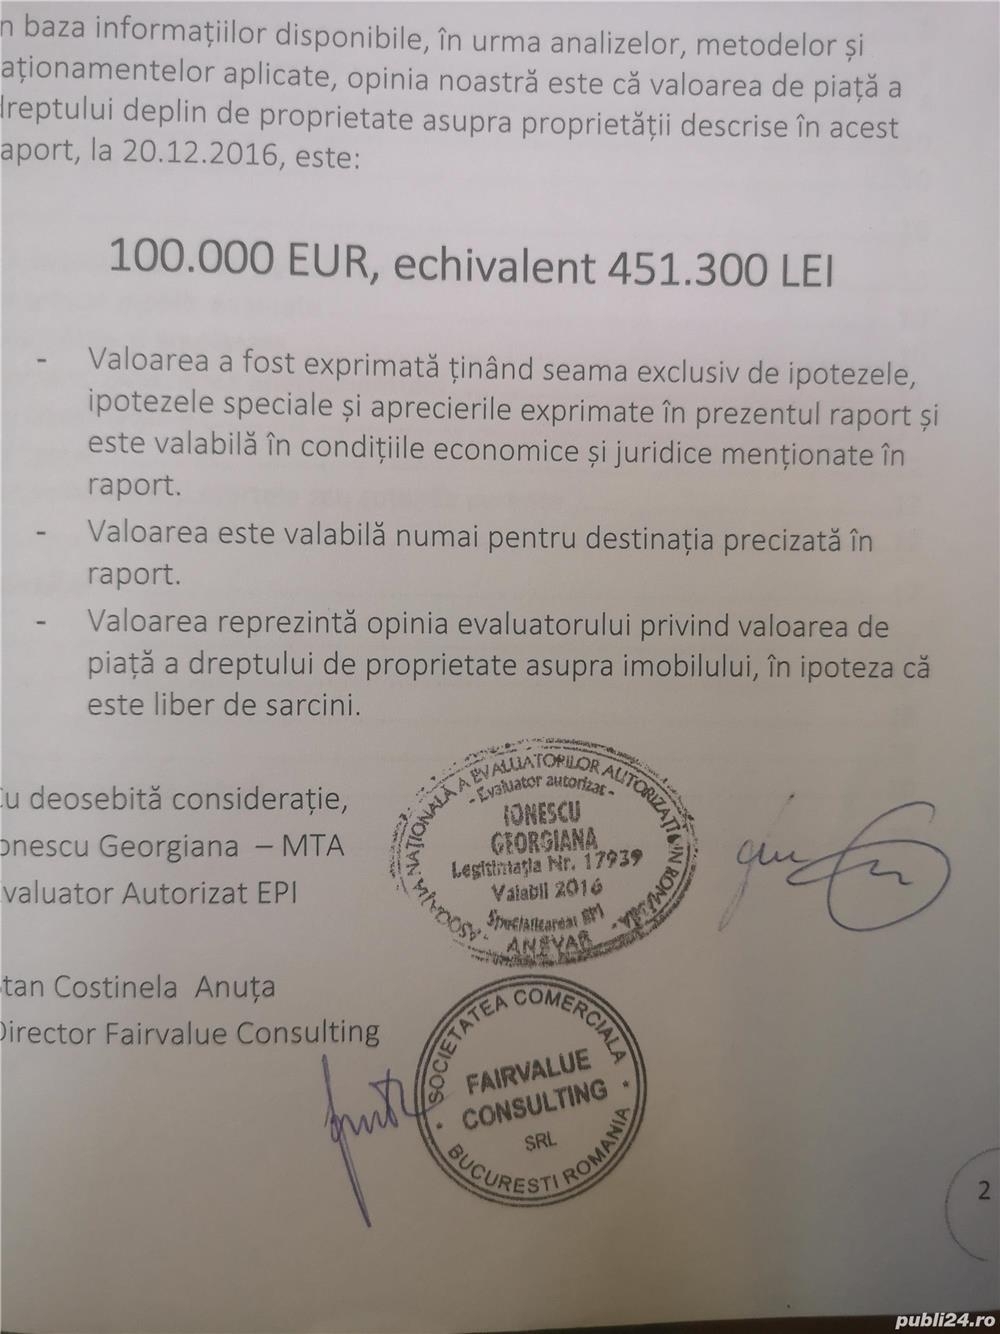 n baza informațiilor disponibile, în urma analizelor, metodelor și
aționamentelor aplicate, opinia noastră este că valoarea de piață a
dreptului deplin de proprietate asupra proprietății descrise în acest
aport, la 20.12.2016, este:
100.000 EUR, echivalent 451.300 LEI
- Valoarea a fost exprimată ținând seama exclusiv de ipotezele,
ipotezele speciale și aprecierile exprimate în prezentul raport și
este valabilă în condițiile economice și juridice menționate în
raport.
- Valoarea este valabilă numai pentru destinația precizată în
raport.
- Valoarea reprezintă opinia evaluatorului privind valoarea de
piață a dreptului de proprietate asupra imobilului, în ipoteza că
este liber de sarcini.
Cu deosebită considerație,
onescu Georgiana – MTA
Evaluator Autorizat EPI
ASOCIAȚIA NAȚIONALĂ A EVALUATORILOR AUTORIZAȚI DIN ROMÂNIA
- Evaluator autorizat -
IONESCU
GEORGIANA
Legitimația Nr. 17939
Valabil 2016
Specializarea: EPI
- ANEVAR -
tan Costinela Anuța
Director Fairvalue Consulting
SOCIETATEA COMERCIALA
FAIRVALUE
CONSULTING
SRL
BUCURESTI ROMANIA
2
publi24.ro